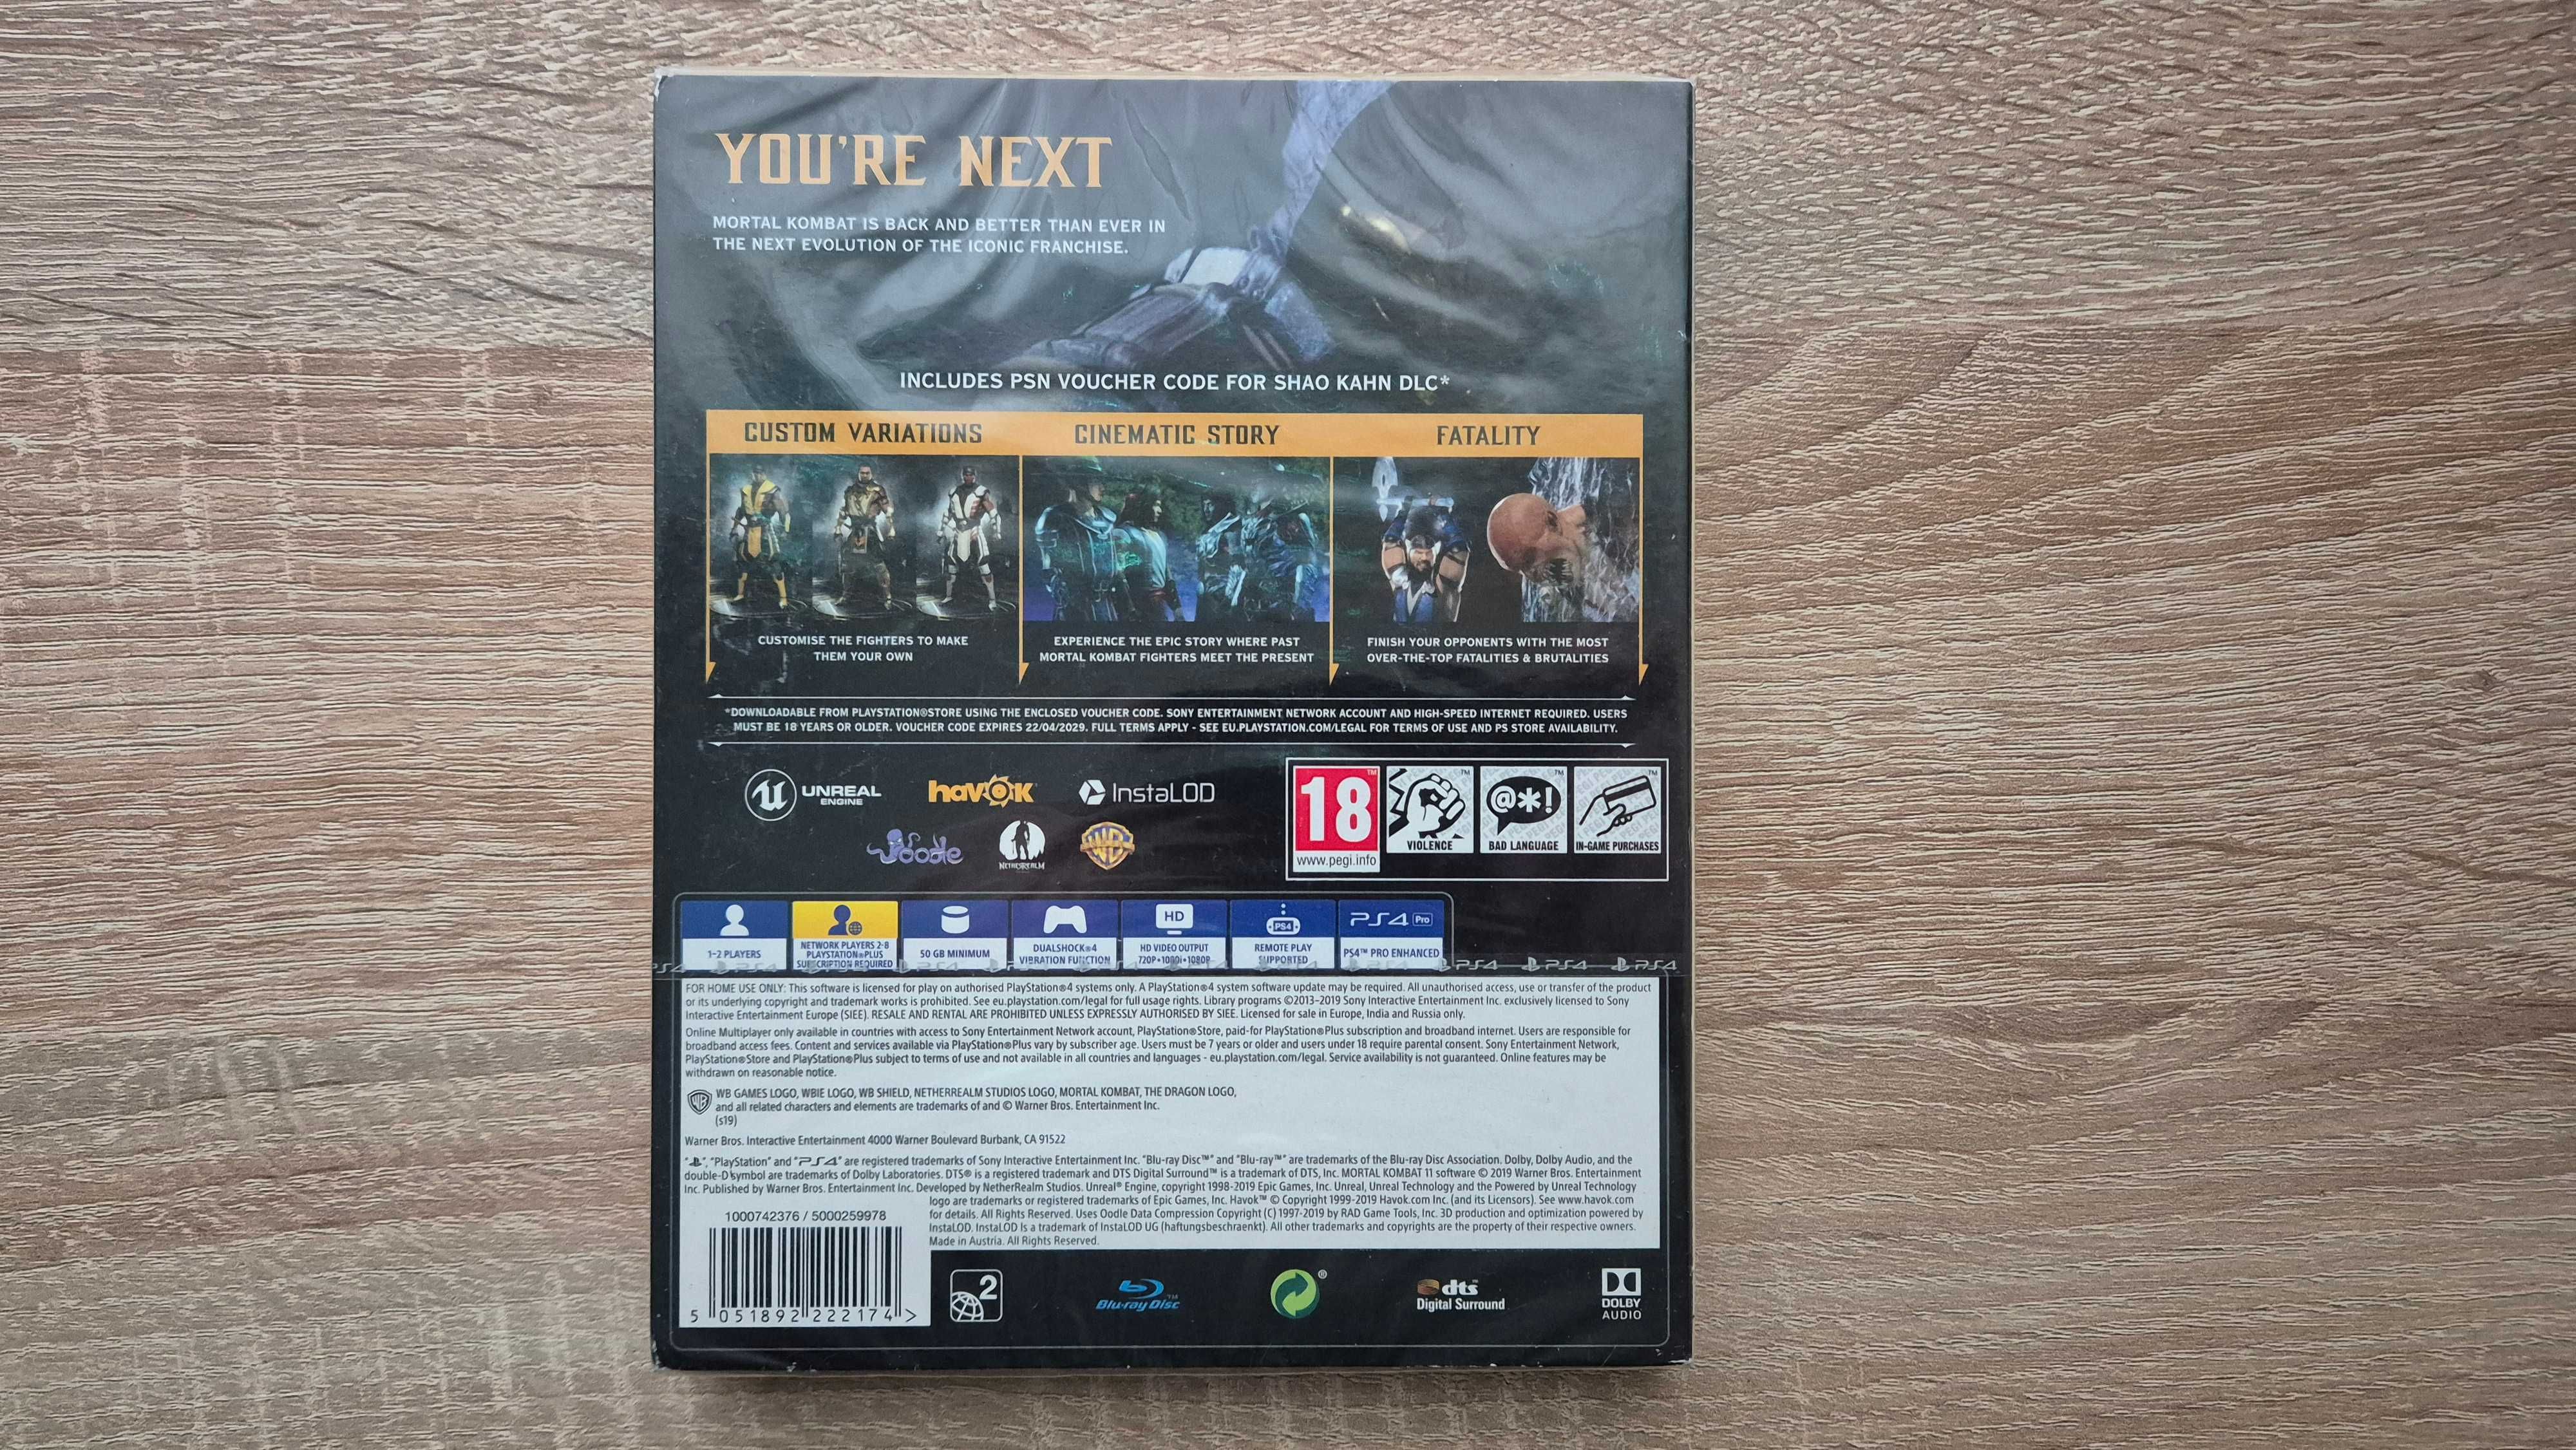 YOU'RE NEXT
MORTAL KOMBAT IS BACK AND BETTER THAN EVER IN
THE NEXT EVOLUTION OF THE ICONIC FRANCHISE.
INCLUDES PSN VOUCHER CODE FOR SHAO KAHN DLC*
CUSTOM VARIATIONS
CUSTOMISE THE FIGHTERS TO MAKE
THEM YOUR OWN
CINEMATIC STORY
EXPERIENCE THE EPIC STORY WHERE PAST
MORTAL KOMBAT FIGHTERS MEET THE PRESENT
FATALITY
FINISH YOUR OPPONENTS WITH THE MOST
OVER-THE-TOP FATALITIES & BRUTALITIES
*DOWNLOADABLE FROM PLAYSTATION®STORE USING THE ENCLOSED VOUCHER CODE. SONY ENTERTAINMENT NETWORK ACCOUNT AND HIGH-SPEED INTERNET REQUIRED. USERS
MUST BE 18 YEARS OR OLDER. VOUCHER CODE EXPIRES 22/04/2029. FULL TERMS APPLY - SEE EU.PLAYSTATION.COM/LEGAL FOR TERMS OF USE AND PS STORE AVAILABILITY.
UNREAL
ENGINE
havok
InstaLOD
oodle
NETHERREALM
WB
18
www.pegi.info
VIOLENCE
@*!
BAD LANGUAGE
IN-GAME PURCHASES
1-2 PLAYERS
NETWORK PLAYERS 2-8
PLAYSTATION®PLUS
SUBSCRIPTION REQUIRED
50 GB MINIMUM
DUALSHOCK®4
VIBRATION FUNCTION
HD
HD VIDEO OUTPUT
720P•1080i•1080P
PS4
REMOTE PLAY
SUPPORTED
PS4 Pro
PS4™ PRO ENHANCED
PS4 PS4 PS4 PS4 PS4 PS4
FOR HOME USE ONLY: This software is licensed for play on authorised PlayStation®4 systems only. A PlayStation®4 system software update may be required. All unauthorised access, use or transfer of the product
or its underlying copyright and trademark works is prohibited. See eu.playstation.com/legal for full usage rights. Library programs ©2013-2019 Sony Interactive Entertainment Inc. exclusively licensed to Sony
Interactive Entertainment Europe (SIEE). RESALE AND RENTAL ARE PROHIBITED UNLESS EXPRESSLY AUTHORISED BY SIEE. Licensed for sale in Europe, India and Russia only.
Online Multiplayer only available in countries with access to Sony Entertainment Network account, PlayStation®Store, paid-for PlayStation®Plus subscription and broadband internet. Users are responsible for
broadband access fees. Content and services available via PlayStation®Plus vary by subscriber age. Users must be 7 years or older and users under 18 require parental consent. Sony Entertainment Network,
PlayStation®Store and PlayStation®Plus subject to terms of use and not available in all countries and languages - eu.playstation.com/legal. Service availability is not guaranteed. Online features may be
withdrawn on reasonable notice.
WB GAMES LOGO, WBIE LOGO, WB SHIELD, NETHERREALM STUDIOS LOGO, MORTAL KOMBAT, THE DRAGON LOGO,
and all related characters and elements are trademarks of and © Warner Bros. Entertainment Inc.
(s19)
Warner Bros. Interactive Entertainment 4000 Warner Boulevard Burbank, CA 91522
"PlayStation" and "PS4" are registered trademarks of Sony Interactive Entertainment Inc. "Blu-ray Disc™" and "Blu-ray™" are trademarks of the Blu-ray Disc Association. Dolby, Dolby Audio, and the
double-D symbol are trademarks of Dolby Laboratories. DTS® is a registered trademark and DTS Digital Surround™ is a trademark of DTS, Inc. MORTAL KOMBAT 11 software © 2019 Warner Bros. Entertainment
Inc. Published by Warner Bros. Entertainment Inc. Developed by NetherRealm Studios. Unreal® Engine, copyright 1998-2019 Epic Games, Inc. Unreal, Unreal Technology and the Powered by Unreal Technology
logo are trademarks or registered trademarks of Epic Games, Inc. Havok™ © Copyright 1999-2019 Havok.com Inc. (and its Licensors). See www.havok.com
for details. All Rights Reserved. Uses Oodle Data Compression Copyright (C) 1997-2019 by RAD Game Tools, Inc. 3D production and optimization powered by
InstaLOD. InstaLOD Is a trademark of InstaLOD UG (haftungsbeschraenkt). All other trademarks and copyrights are the property of their respective owners.
Made in Austria. All Rights Reserved.
1000742376 / 5000259978
5 051892 222174 >
2
Blu-ray Disc™
®
dts
Digital Surround
DOLBY
AUDIO